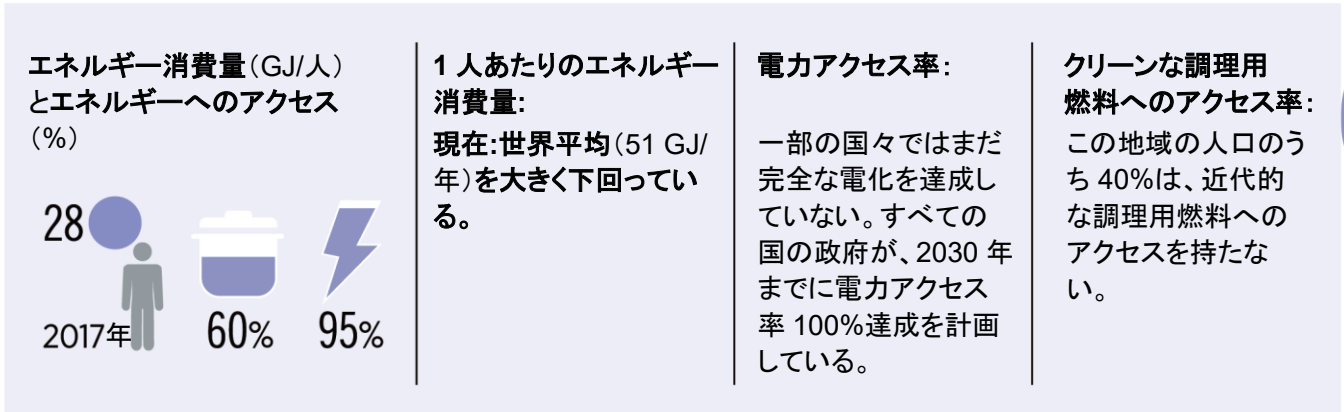 エネルギー消費量（GJ/人）
とエネルギーへのアクセス
（%）
28
2017年
60%
95%
1 人あたりのエネルギー
消費量:
現在:世界平均（51 GJ/
年）を大きく下回ってい
る。
電力アクセス率:
一部の国々ではまだ
完全な電化を達成し
ていない。すべての
国の政府が、2030 年
までに電力アクセス
率 100%達成を計画
している。
クリーンな調理用
燃料へのアクセス率:
この地域の人口のう
ち 40%は、近代的
な調理用燃料への
アクセスを持たな
い。